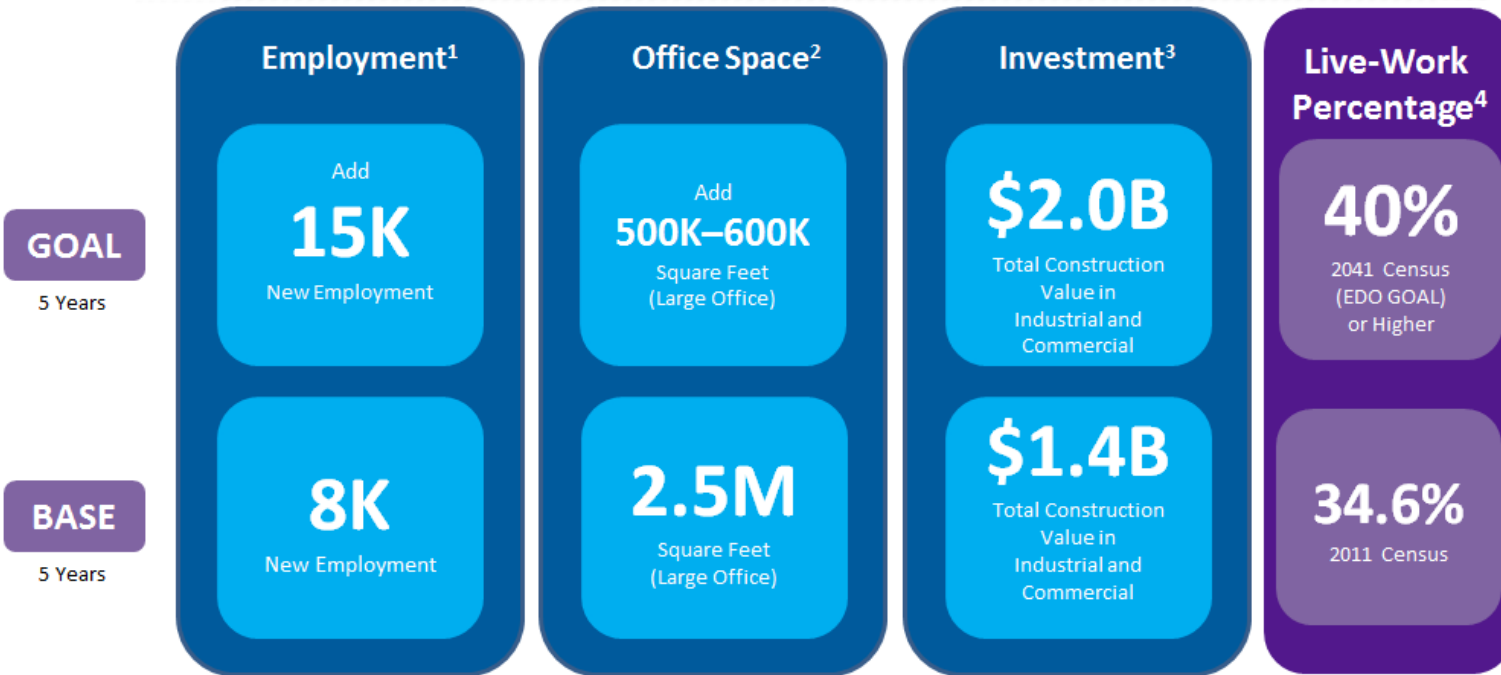 Employment¹
Office Space²
Investment³
Live-Work
Percentage⁴
GOAL
5 Years
Add
15K
New Employment
Add
500K–600K
Square Feet
(Large Office)
$2.0B
Total Construction
Value in
Industrial and
Commercial
40%
2041 Census
(EDO GOAL)
or Higher
BASE
5 Years
8K
New Employment
2.5M
Square Feet
(Large Office)
$1.4B
Total Construction
Value in
Industrial and
Commercial
34.6%
2011 Census